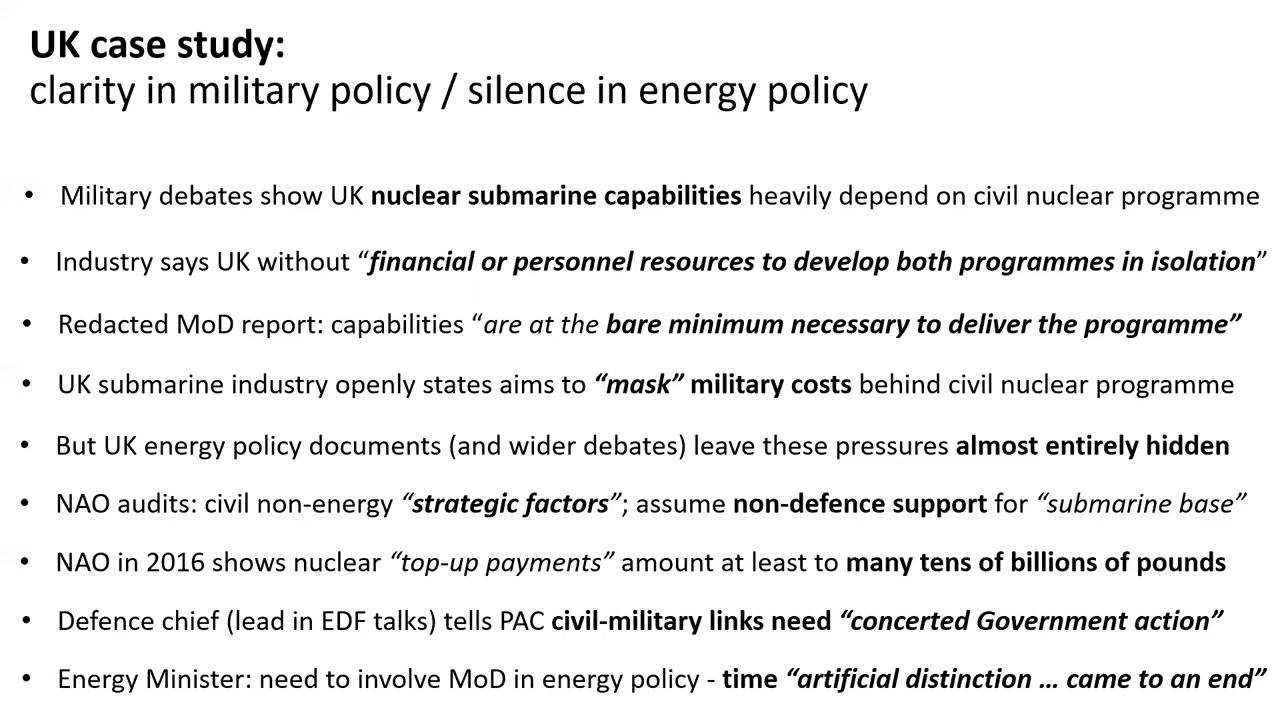 UK case study:
clarity in military policy / silence in energy policy
• Military debates show UK nuclear submarine capabilities heavily depend on civil nuclear programme
• Industry says UK without “financial or personnel resources to develop both programmes in isolation”
• Redacted MoD report: capabilities “are at the bare minimum necessary to deliver the programme”
• UK submarine industry openly states aims to “mask” military costs behind civil nuclear programme
• But UK energy policy documents (and wider debates) leave these pressures almost entirely hidden
• NAO audits: civil non-energy “strategic factors”; assume non-defence support for “submarine base”
• NAO in 2016 shows nuclear “top-up payments” amount at least to many tens of billions of pounds
• Defence chief (lead in EDF talks) tells PAC civil-military links need “concerted Government action”
• Energy Minister: need to involve MoD in energy policy - time “artificial distinction … came to an end”